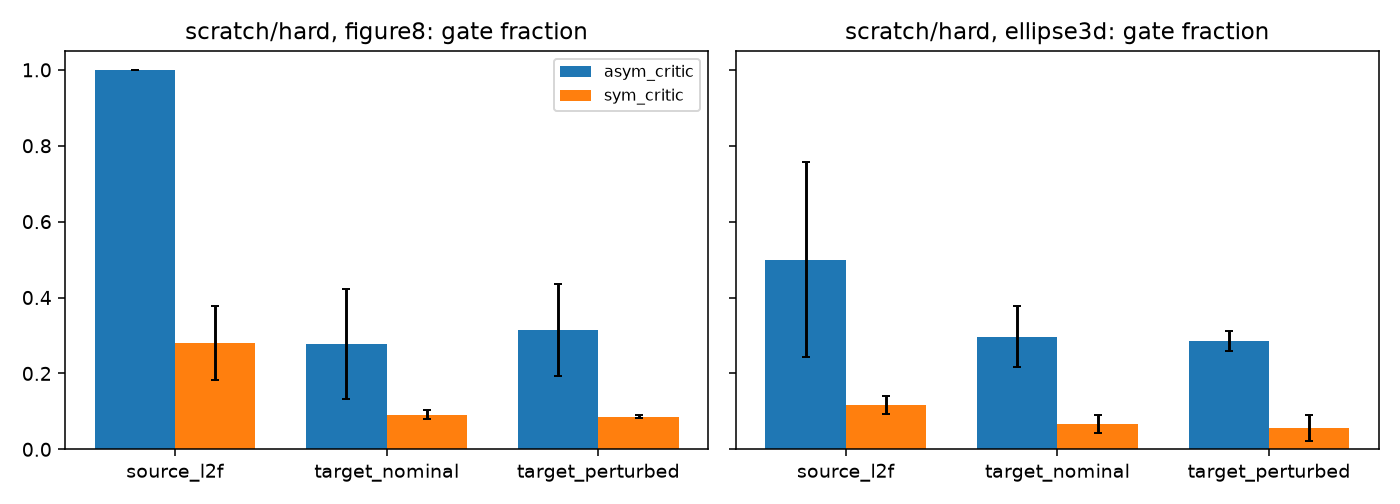 scratch/hard, figure8: gate fraction
1.0
0.8
0.6
0.4
0.2
0.0
asym_critic
sym_critic
source_l2f
target_nominal
target_perturbed
scratch/hard, ellipse3d: gate fraction
source_l2f
target_nominal
target_perturbed